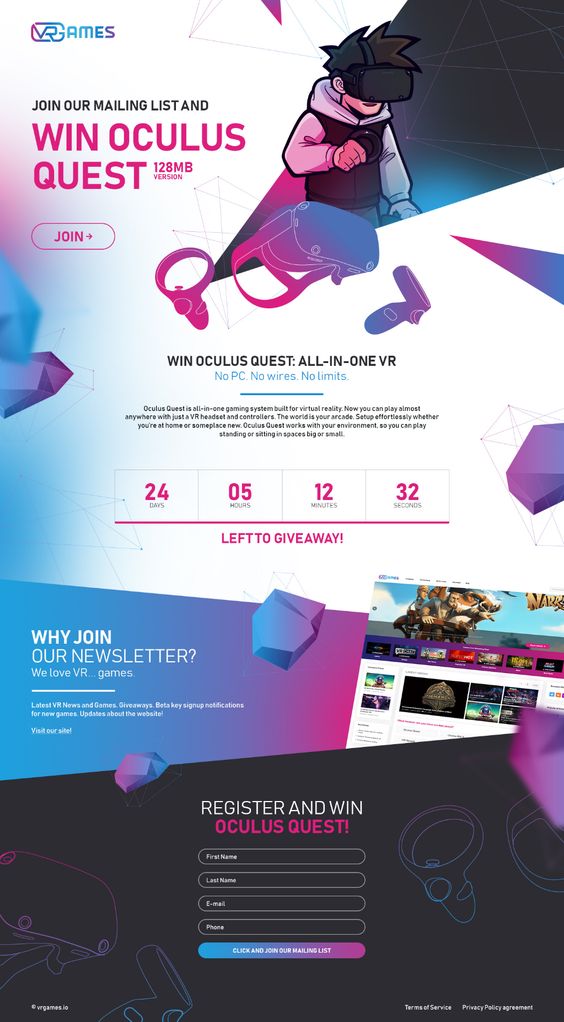 VRGAMES
JOIN OUR MAILING LIST AND
WIN OCULUS
QUEST 128MB
VERSION
JOIN →
WIN OCULUS QUEST: ALL-IN-ONE VR
No PC. No wires. No limits.
Oculus Quest is all-in-one gaming system built for virtual reality. Now you can play almost
anywhere with just a VR headset and controllers. The world is your arcade. Setup effortlessly whether
you're at home or someplace new. Oculus Quest works with your environment, so you can play
standing or sitting in spaces big or small.
24 05 12 32
DAYS HOURS MINUTES SECONDS
LEFT TO GIVEAWAY!
WHY JOIN
OUR NEWSLETTER?
We love VR... games
Latest VR News and Games. Giveaways. Beta key signup notifications
for new games. Updates about the website!
Visit our site!
VRGAMES
REGISTER AND WIN
OCULUS QUEST!
First Name
Last Name
E-mail
Phone
CLICK AND JOIN OUR MAILING LIST
© vrgames.io
Terms of Service Privacy Policy agreement